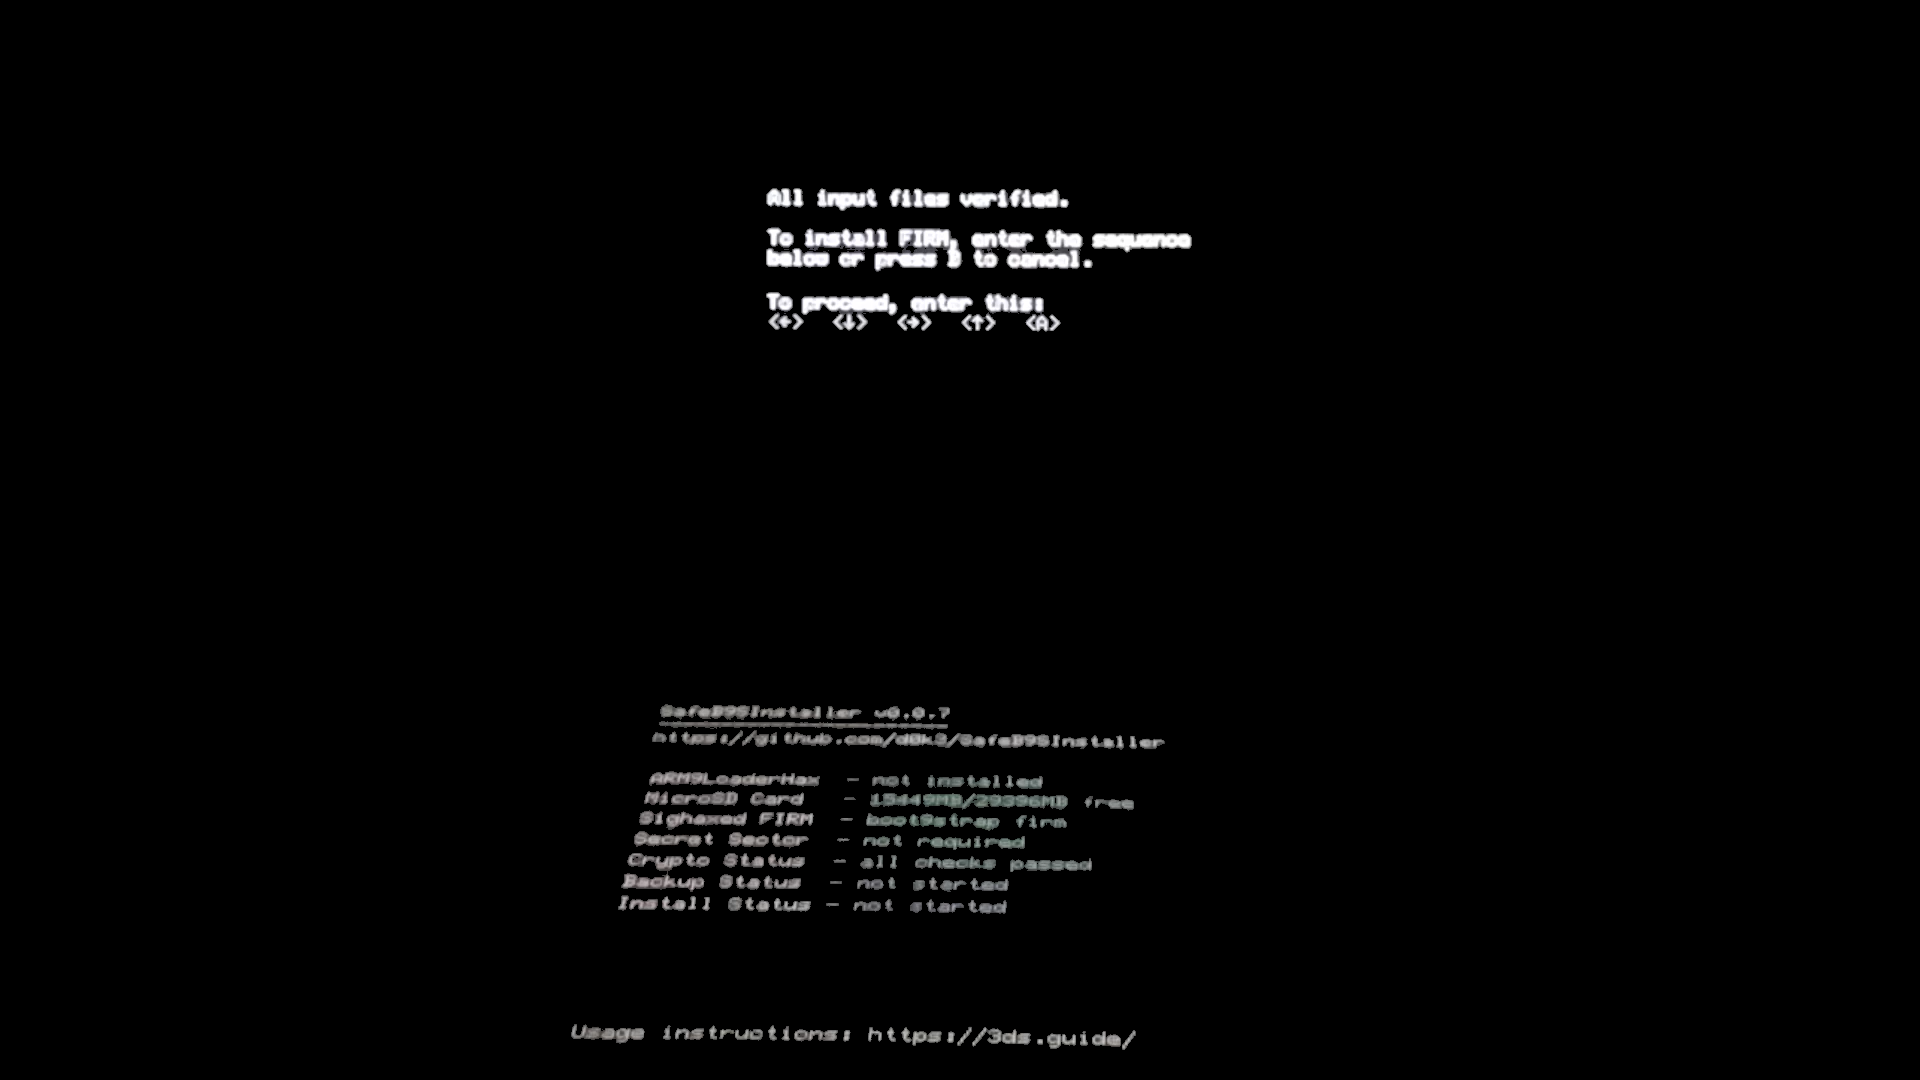 All input files verified.
To install FIRM, enter the sequence
below or press B to cancel.
To proceed, enter this:
<←> <↓> <→> <↑> <A>
SafeB9SInstaller v0.0.7
https://github.com/d0k3/SafeB9SInstaller
ARM9LoaderHax - not installed
MicroSD Card - 15449MB/29396MB free
Sighaxed FIRM - boot9strap firm
Secret Sector - not required
Crypto Status - all checks passed
Backup Status - not started
Install Status - not started
Usage instructions: https://3ds.guide/